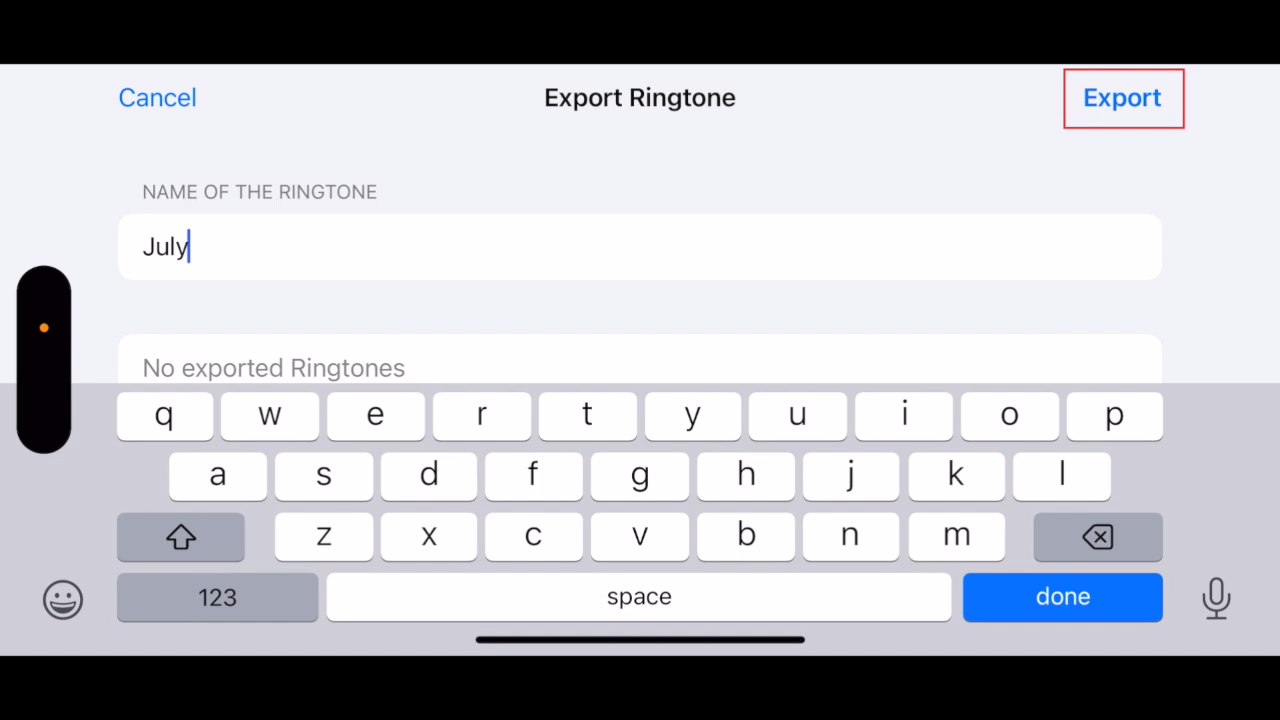 Cancel Export Ringtone Export
NAME OF THE RINGTONE
July
No exported Ringtones
q w e r t y u i o p
a s d f g h j k l
z x c v b n m
123 space done